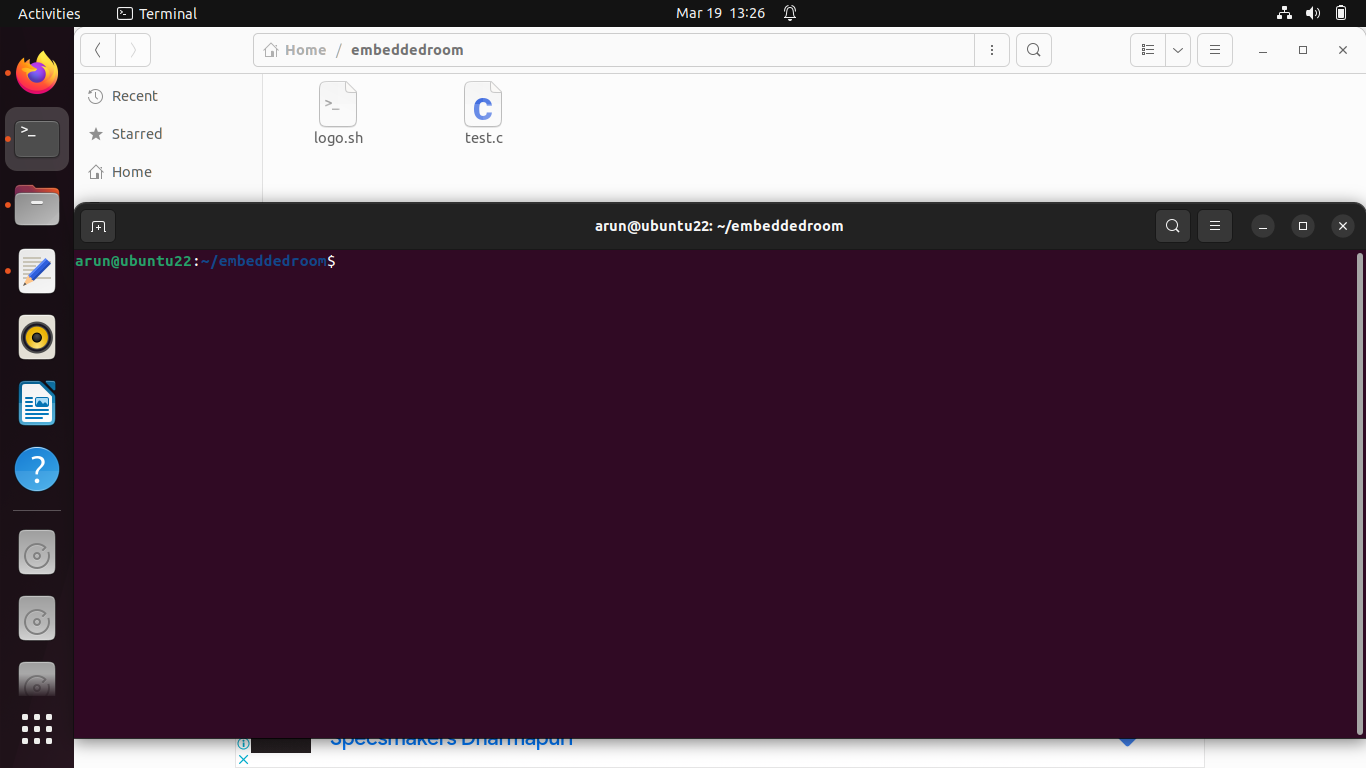 Activities Terminal Mar 19 13:26
Home / embeddedroom
Recent
Starred
Home
logo.sh
test.c
arun@ubuntu22: ~/embeddedroom
arun@ubuntu22:~/embeddedroom$
Specsmakers Dharmapuri